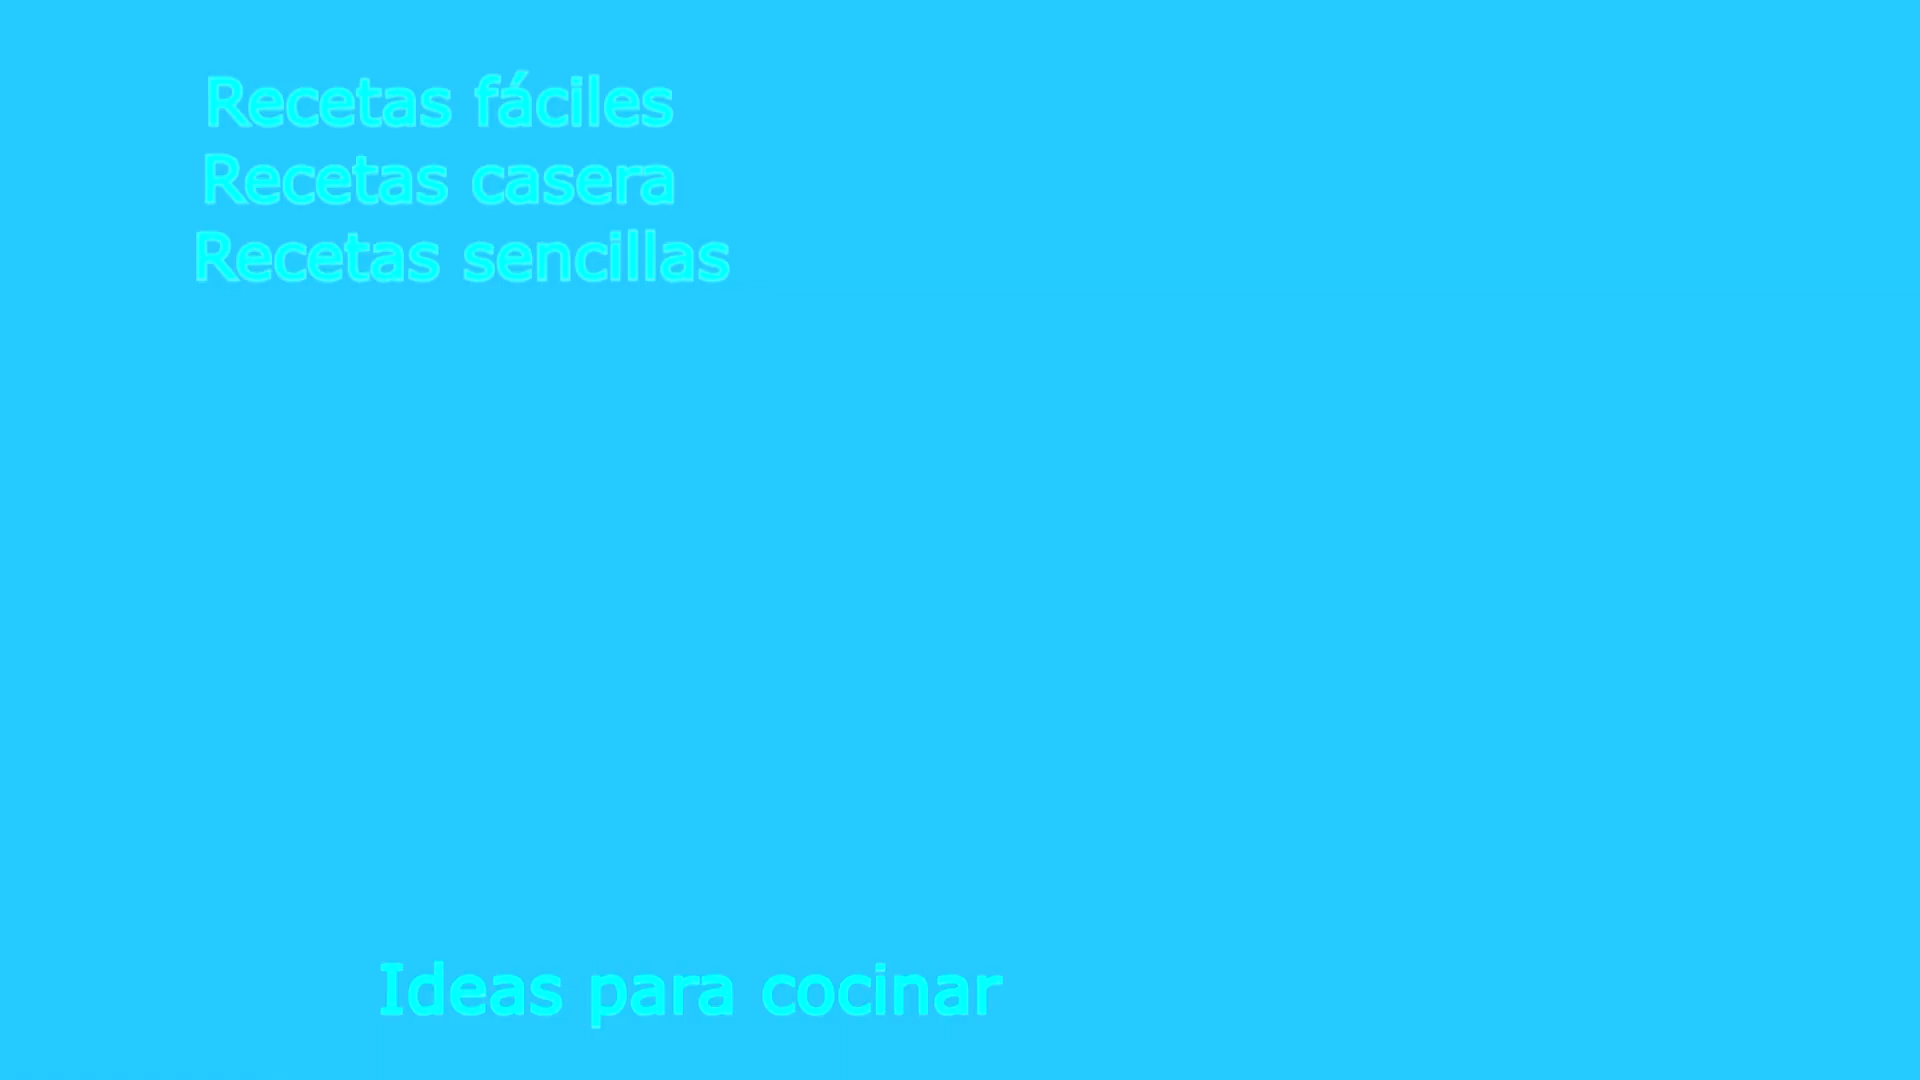 Recetas fáciles
Recetas casera
Recetas sencillas
Ideas para cocinar